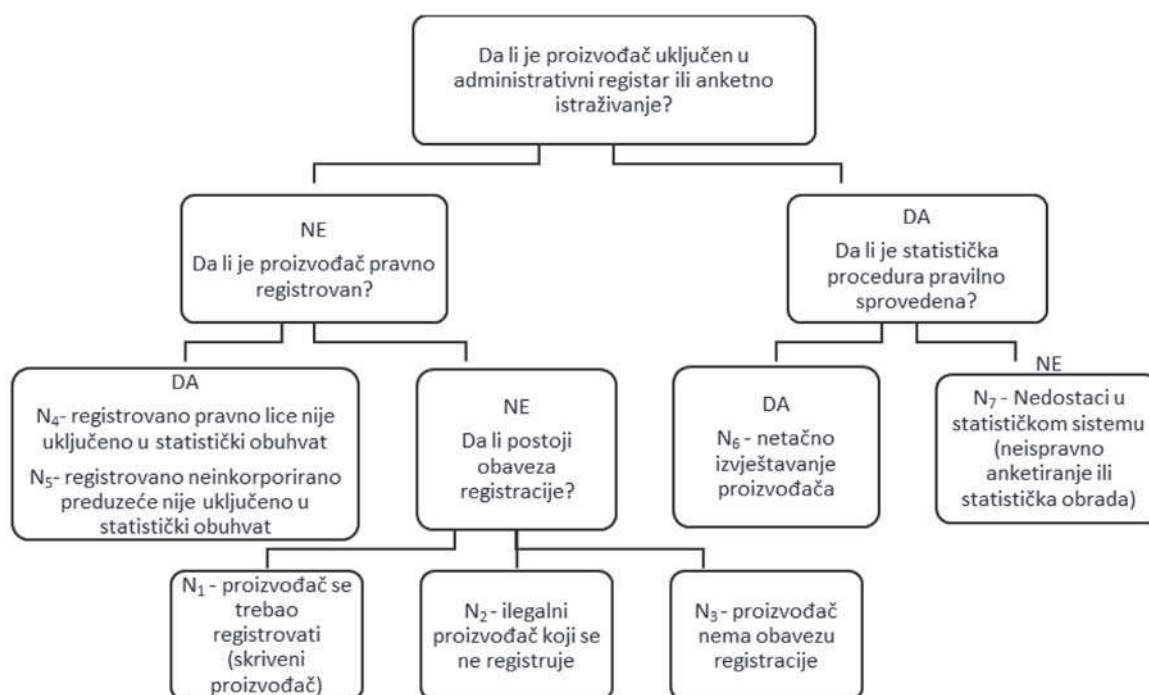 Da li je proizvođač uključen u
administrativni registar ili anketno
istraživanje?
NE
Da li je proizvođač pravno
registrovan?
DA
Da li je statistička
procedura pravilno
sprovedena?
DA
N₄- registrovano pravno lice nije
uključeno u statistički obuhvat
N₅- registrovano neinkorporirano
preduzeće nije uključeno u
statistički obuhvat
NE
Da li postoji
obaveza
registracije?
DA
N₆ - netačno
izvještavanje
proizvođača
NE
N₇ - Nedostaci u
statističkom sistemu
(neispravno
anketiranje ili
statistička obrada)
N₁ - proizvođač se
trebao
registrovati
(skriveni
proizvođač)
N₂ - ilegalni
proizvođač koji se
ne registruje
N₃ - proizvođač
nema obavezu
registracije